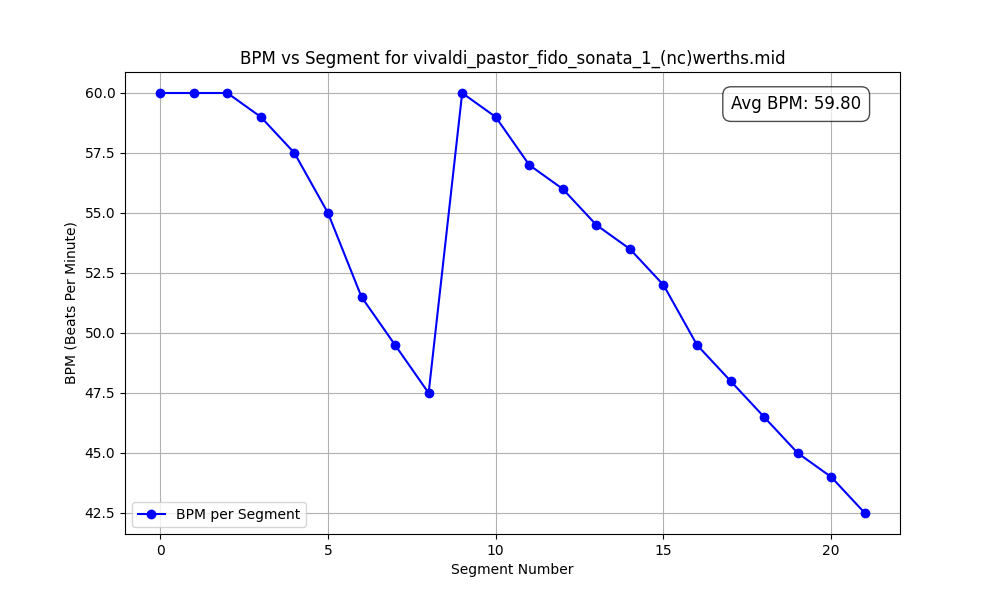 BPM vs Segment for vivaldi_pastor_fido_sonata_1_(nc)werths.mid
Avg BPM: 59.80
BPM (Beats Per Minute)
60.0
57.5
55.0
52.5
50.0
47.5
45.0
42.5
BPM per Segment
0 5 10 15 20
Segment Number